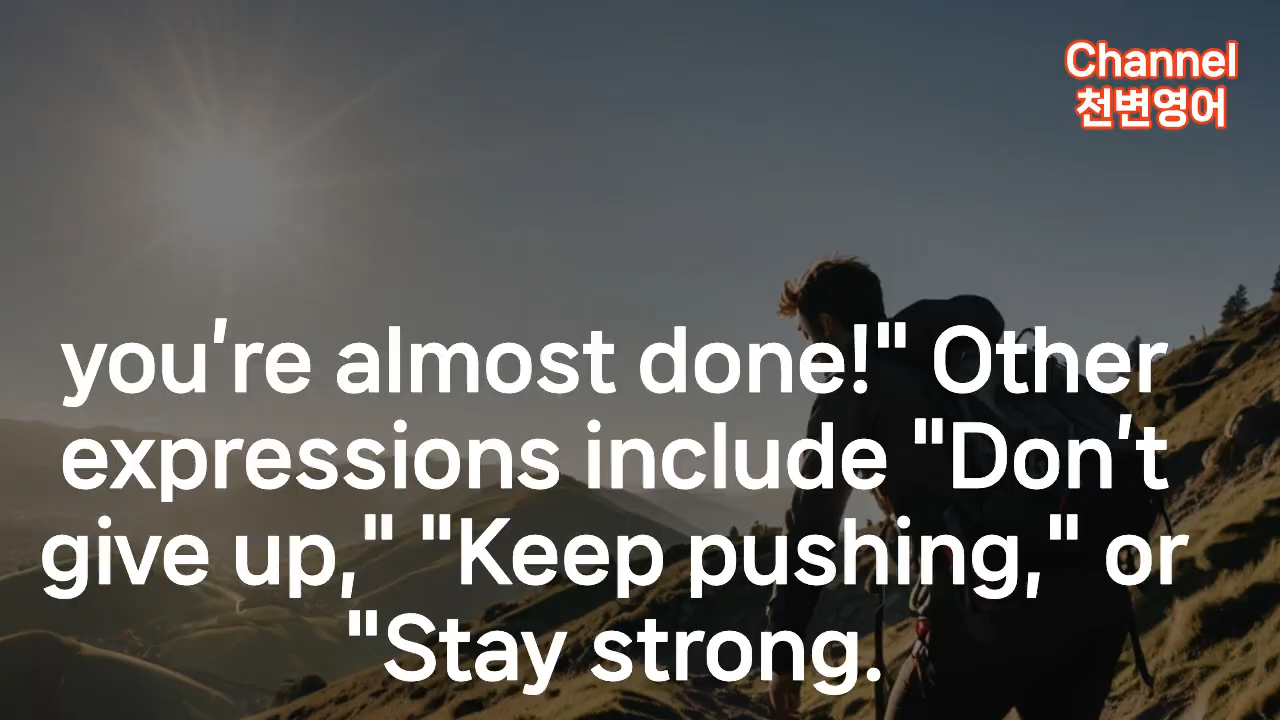 Channel
천변영어
you're almost done!" Other
expressions include "Don't
give up," "Keep pushing," or
"Stay strong.